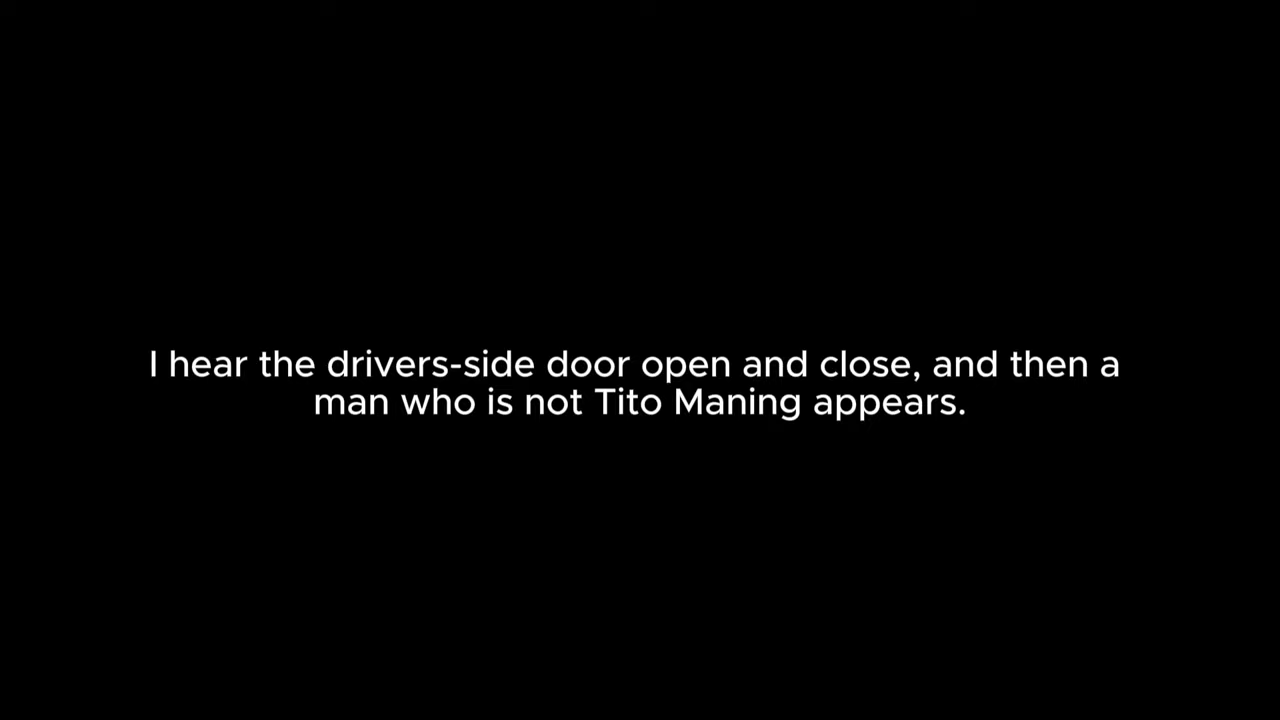 I hear the drivers-side door open and close, and then a
man who is not Tito Maning appears.